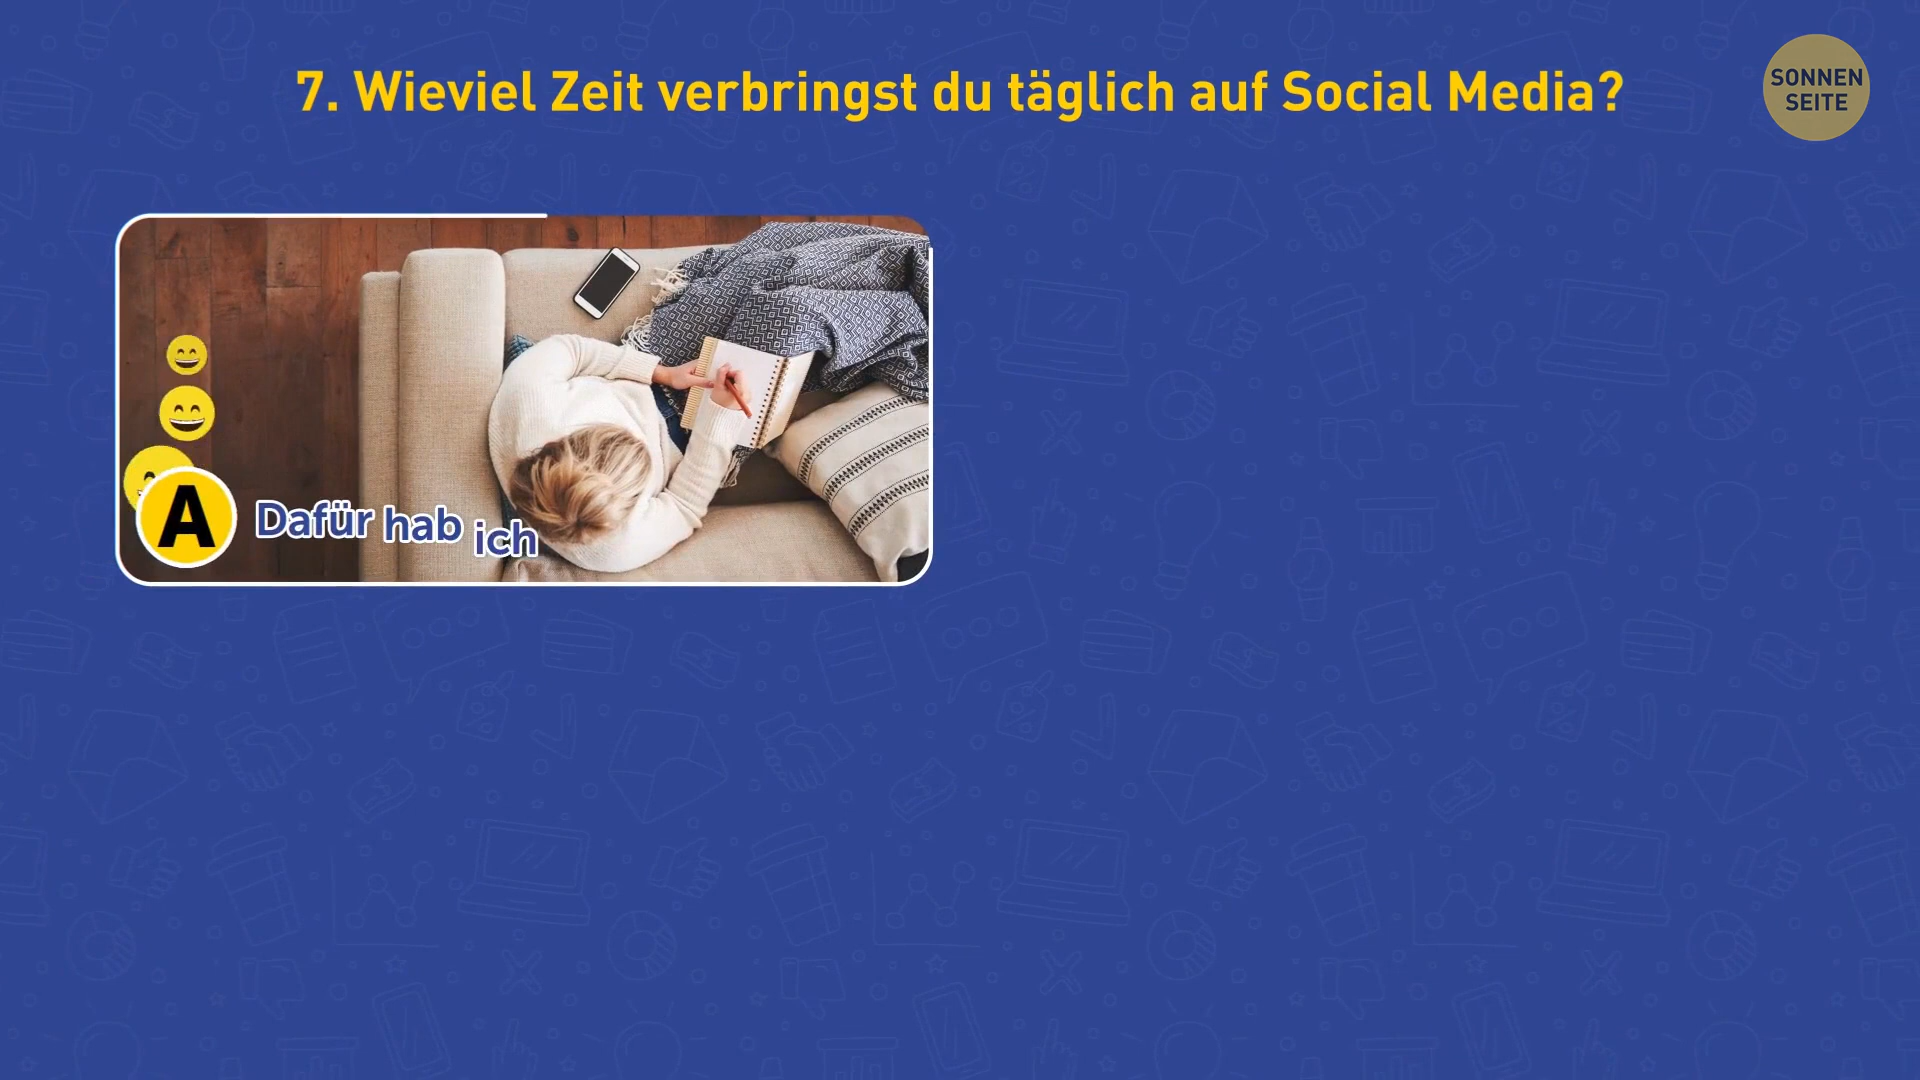 7. Wieviel Zeit verbringst du täglich auf Social Media?
SONNEN
SEITE
A Dafür hab ich